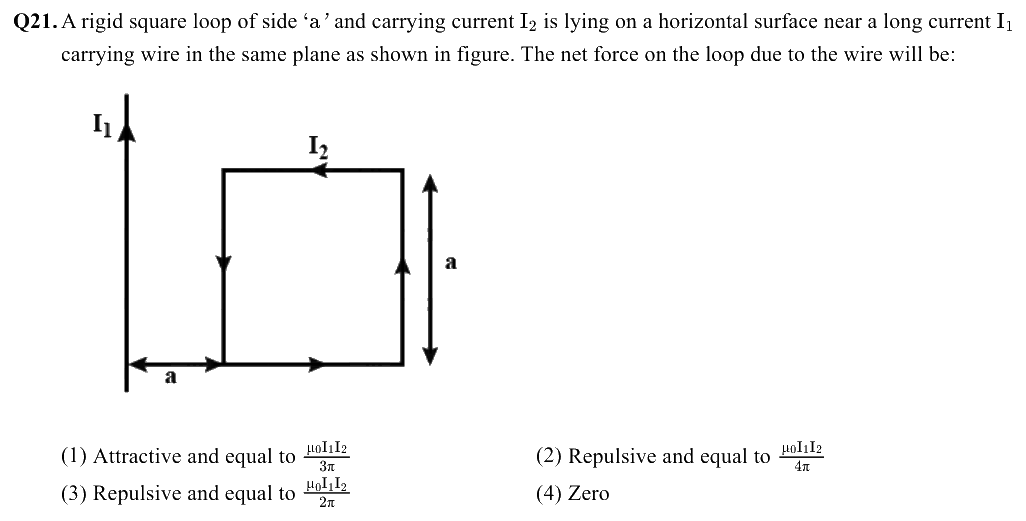 Q21. A rigid square loop of side ‘a’ and carrying current I₂ is lying on a horizontal surface near a long current I₁
carrying wire in the same plane as shown in figure. The net force on the loop due to the wire will be:
I₁
I₂
a
a
(1) Attractive and equal to μ₀I₁I₂/3π (2) Repulsive and equal to μ₀I₁I₂/4π
(3) Repulsive and equal to μ₀I₁I₂/2π (4) Zero